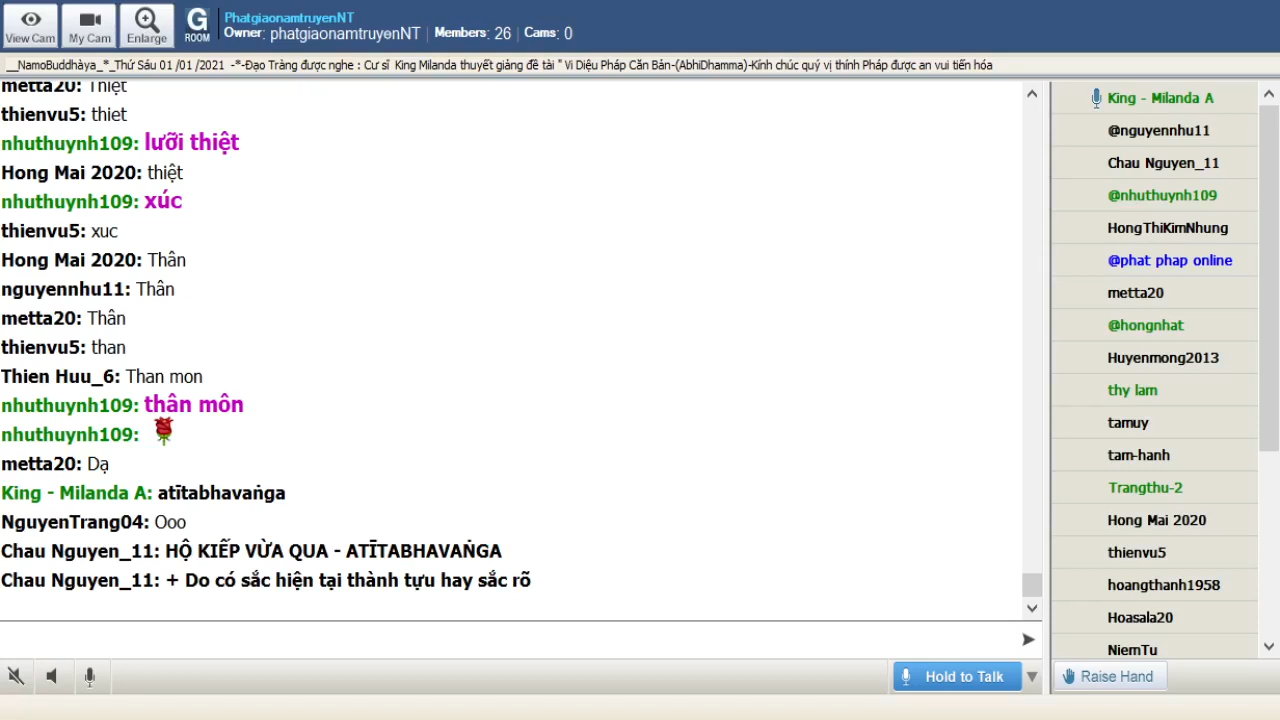 View Cam
My Cam
Enlarge
G
ROOM
PhatgiaonamtruyenNT
Owner: phatgiaonamtruyenNT | Members: 26 | Cams: 0
__NamoBuddhàya_*_Thứ Sáu 01 /01 /2021 -*-Đạo Tràng được nghe : Cư sĩ King Milanda thuyết giảng đề tài " Vi Diệu Pháp Căn Bản-(AbhiDhamma)-Kính chúc quý vị thính Pháp được an vui tiến hóa
metta20: Thiệt
thienvu5: thiet
nhuthuynh109: lưỡi thiệt
Hong Mai 2020: thiệt
nhuthuynh109: xúc
thienvu5: xuc
Hong Mai 2020: Thân
nguyennhu11: Thân
metta20: Thân
thienvu5: than
Thien Huu_6: Than mon
nhuthuynh109: thân môn
nhuthuynh109:
metta20: Dạ
King - Milanda A: atītabhavaṅga
NguyenTrang04: Ooo
Chau Nguyen_11: HỘ KIẾP VỪA QUA - ATĪTABHAVAṄGA
Chau Nguyen_11: + Do có sắc hiện tại thành tựu hay sắc rõ
King - Milanda A
@nguyennhu11
Chau Nguyen_11
@nhuthuynh109
HongThiKimNhung
@phat phap online
metta20
@hongnhat
Huyenmong2013
thy lam
tamuy
tam-hanh
Trangthu-2
Hong Mai 2020
thienvu5
hoangthanh1958
Hoasala20
NiemTu
Hold to Talk
Raise Hand